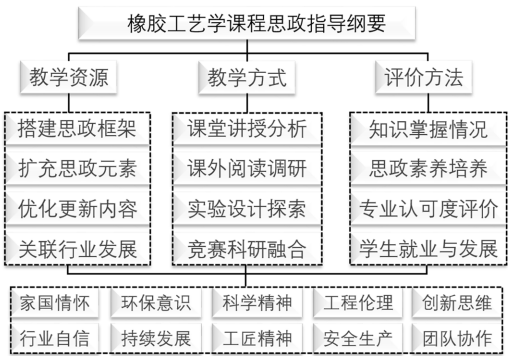 橡胶工艺学课程思政指导纲要
教学资源 教学方式 评价方法
搭建思政框架 课堂讲授分析 知识掌握情况
扩充思政元素 课外阅读调研 思政素养培养
优化更新内容 实验设计探索 专业认可度评价
关联行业发展 竞赛科研融合 学生就业与发展
家国情怀 环保意识 科学精神 工程伦理 创新思维
行业自信 持续发展 工匠精神 安全生产 团队协作